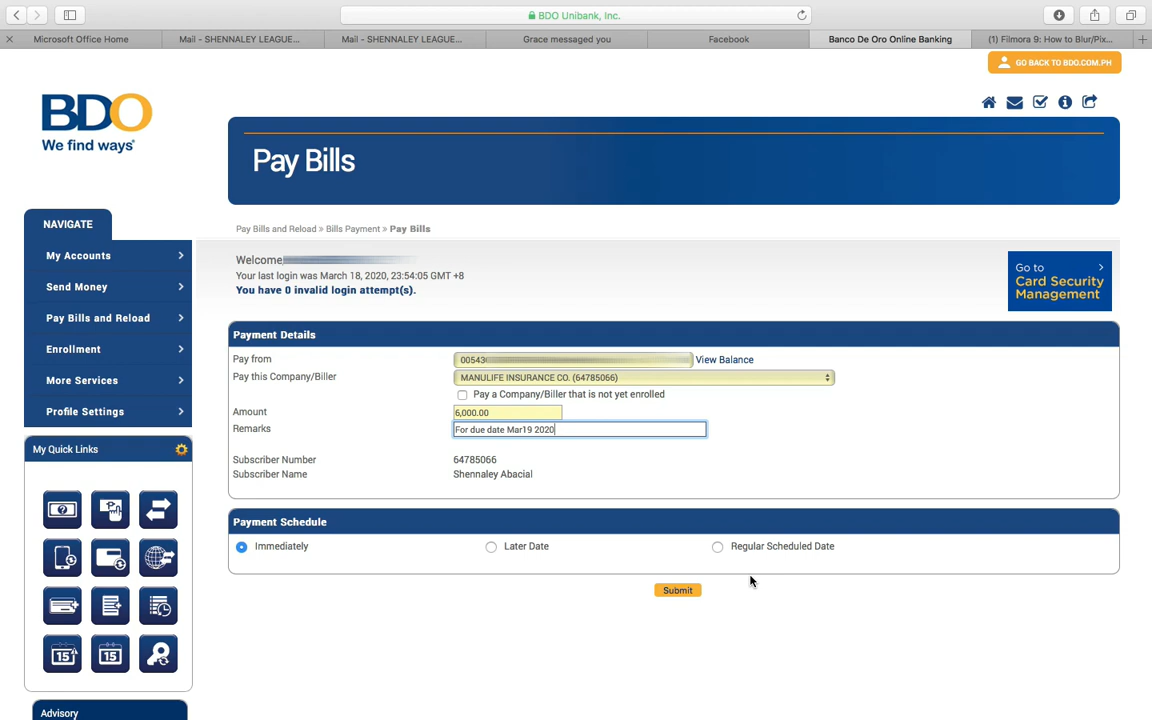 BDO Unibank, Inc.
Microsoft Office Home
Mail - SHENNALEY LEAGUE...
Mail - SHENNALEY LEAGUE...
Grace messaged you
Facebook
Banco De Oro Online Banking
(1) Filmora 9: How to Blur/Pix...
GO BACK TO BDO.COM.PH
BDO
We find ways®
Pay Bills
NAVIGATE
My Accounts
Send Money
Pay Bills and Reload
Enrollment
More Services
Profile Settings
Pay Bills and Reload » Bills Payment » Pay Bills
Welcome
Your last login was March 18, 2020, 23:54:05 GMT +8
You have 0 invalid login attempt(s).
Go to
Card Security
Management
Payment Details
Pay from
00543
View Balance
Pay this Company/Biller
MANULIFE INSURANCE CO. (64785066)
Pay a Company/Biller that is not yet enrolled
Amount
6,000.00
Remarks
For due date Mar19 2020
Subscriber Number
64785066
Subscriber Name
Shennaley Abacial
Payment Schedule
Immediately
Later Date
Regular Scheduled Date
Submit
My Quick Links
15
15
Advisory